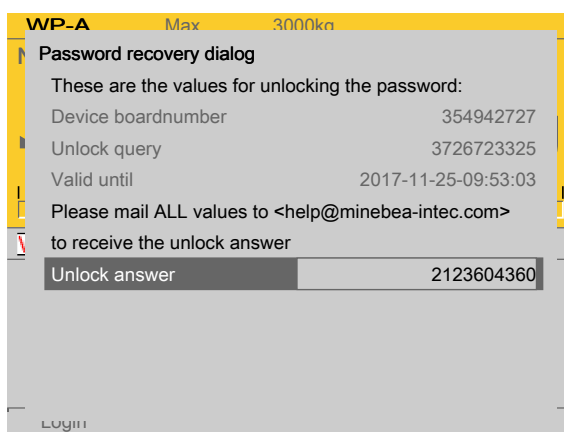 WP-A Max 3000kg
Password recovery dialog
These are the values for unlocking the password:
Device boardnumber 354942727
Unlock query 3726723325
Valid until 2017-11-25-09:53:03
Please mail ALL values to <help@minebea-intec.com>
to receive the unlock answer
Unlock answer 2123604360
Login